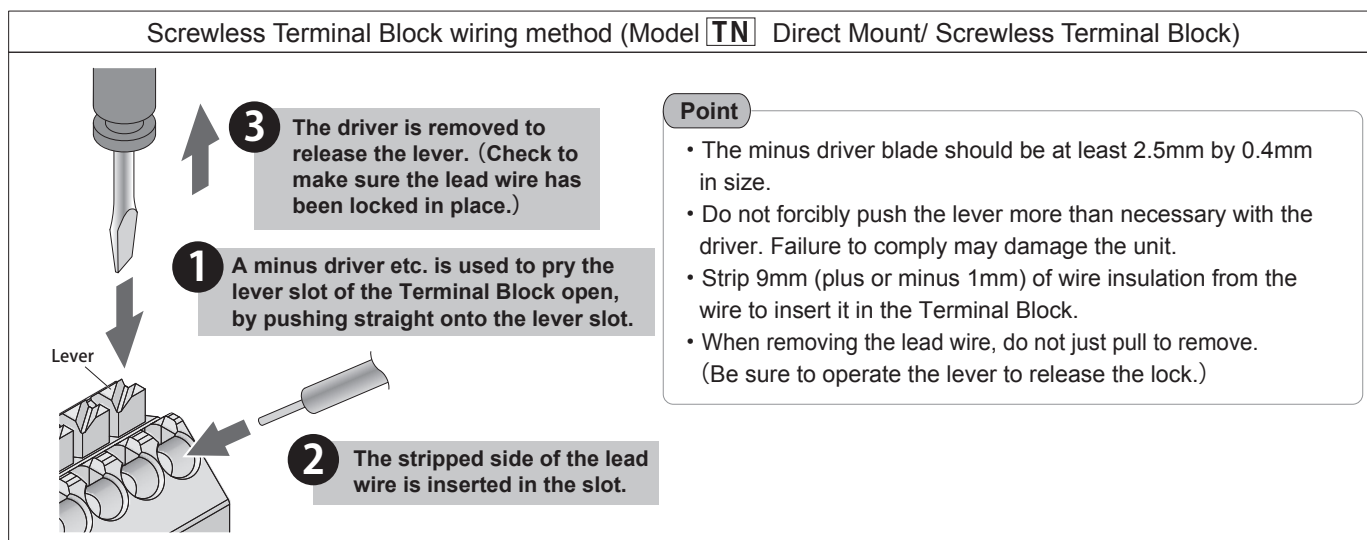 Screwless Terminal Block wiring method (Model TN Direct Mount/ Screwless Terminal Block)
3
The driver is removed to
release the lever. (Check to
make sure the lead wire has
been locked in place.)
1
A minus driver etc. is used to pry the
lever slot of the Terminal Block open,
by pushing straight onto the lever slot.
Lever
2
The stripped side of the lead
wire is inserted in the slot.
Point
・The minus driver blade should be at least 2.5mm by 0.4mm
in size.
・Do not forcibly push the lever more than necessary with the
driver. Failure to comply may damage the unit.
・Strip 9mm (plus or minus 1mm) of wire insulation from the
wire to insert it in the Terminal Block.
・When removing the lead wire, do not just pull to remove.
(Be sure to operate the lever to release the lock.)